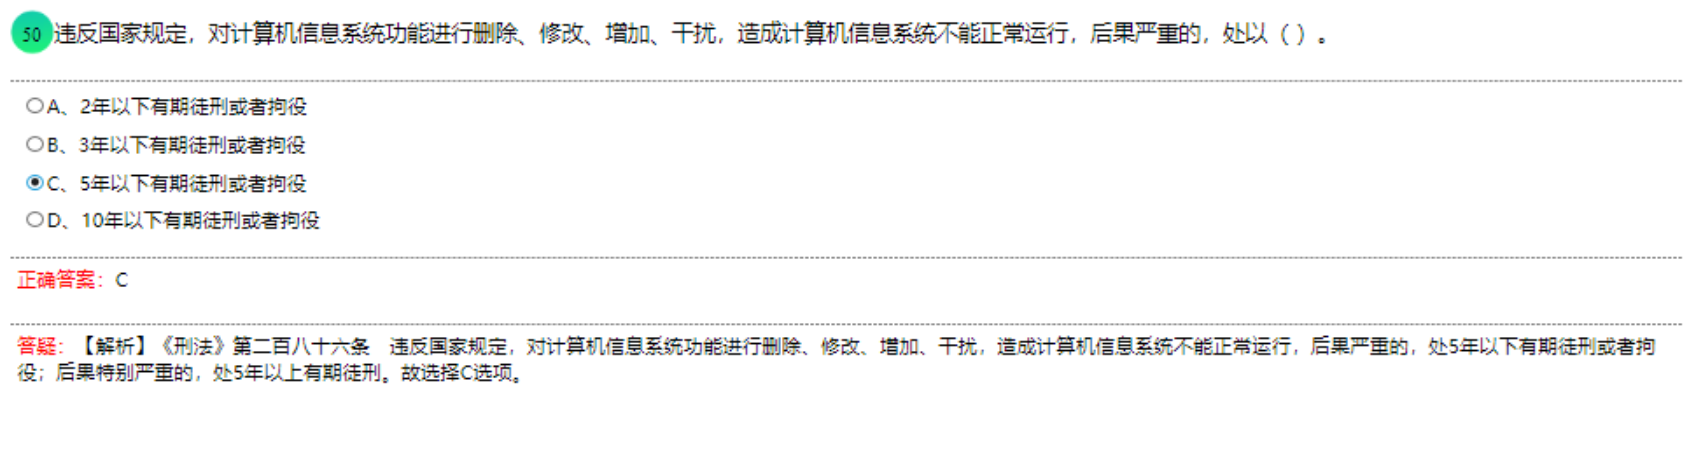 50 违反国家规定，对计算机信息系统功能进行删除、修改、增加、干扰，造成计算机信息系统不能正常运行，后果严重的，处以（ ）。
A、2年以下有期徒刑或者拘役
B、3年以下有期徒刑或者拘役
C、5年以下有期徒刑或者拘役
D、10年以下有期徒刑或者拘役
正确答案：C
答疑：【解析】《刑法》第二百八十六条　违反国家规定，对计算机信息系统功能进行删除、修改、增加、干扰，造成计算机信息系统不能正常运行，后果严重的，处5年以下有期徒刑或者拘
役；后果特别严重的，处5年以上有期徒刑。故选择C选项。